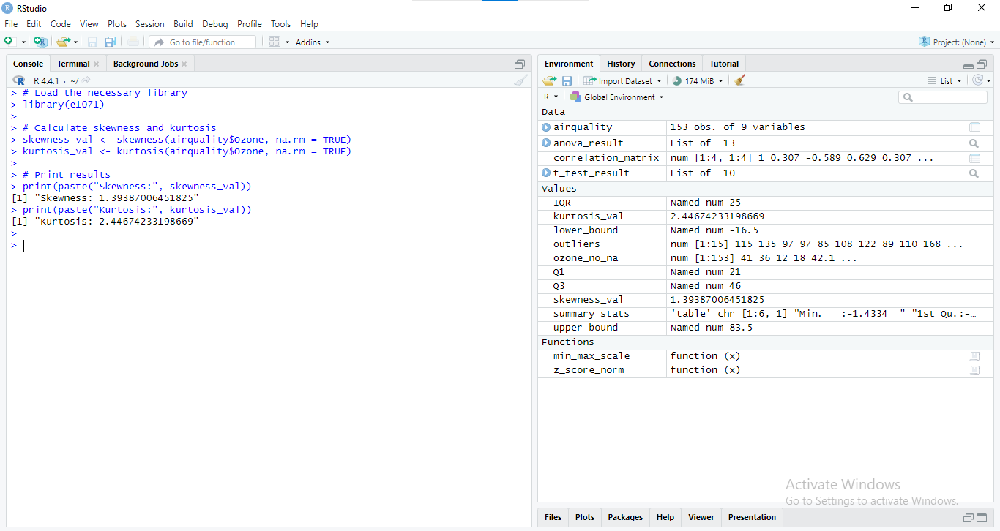 RStudio
File Edit Code View Plots Session Build Debug Profile Tools Help
Go to file/function Addins Project: (None)
Console Terminal Background Jobs
R 4.4.1 · ~/
> # Load the necessary library
> library(e1071)
>
> # Calculate skewness and kurtosis
> skewness_val <- skewness(airquality$Ozone, na.rm = TRUE)
> kurtosis_val <- kurtosis(airquality$Ozone, na.rm = TRUE)
>
> # Print results
> print(paste("Skewness:", skewness_val))
[1] "Skewness: 1.39387006451825"
> print(paste("Kurtosis:", kurtosis_val))
[1] "Kurtosis: 2.44674233198669"
>
>
Environment History Connections Tutorial
Import Dataset 174 MiB List
R Global Environment
Data
airquality 153 obs. of 9 variables
anova_result List of 13
correlation_matrix num [1:4, 1:4] 1 0.307 -0.589 0.629 0.307 ...
t_test_result List of 10
Values
IQR Named num 25
kurtosis_val 2.44674233198669
lower_bound Named num -16.5
outliers num [1:15] 115 135 97 97 85 108 122 89 110 168 ...
ozone_no_na num [1:153] 41 36 12 18 42.1 ...
Q1 Named num 21
Q3 Named num 46
skewness_val 1.39387006451825
summary_stats 'table' chr [1:6, 1] "Min. :-1.4334 " "1st Qu.:-…
upper_bound Named num 83.5
Functions
min_max_scale function (x)
z_score_norm function (x)
Activate Windows
Go to Settings to activate Windows.
Files Plots Packages Help Viewer Presentation